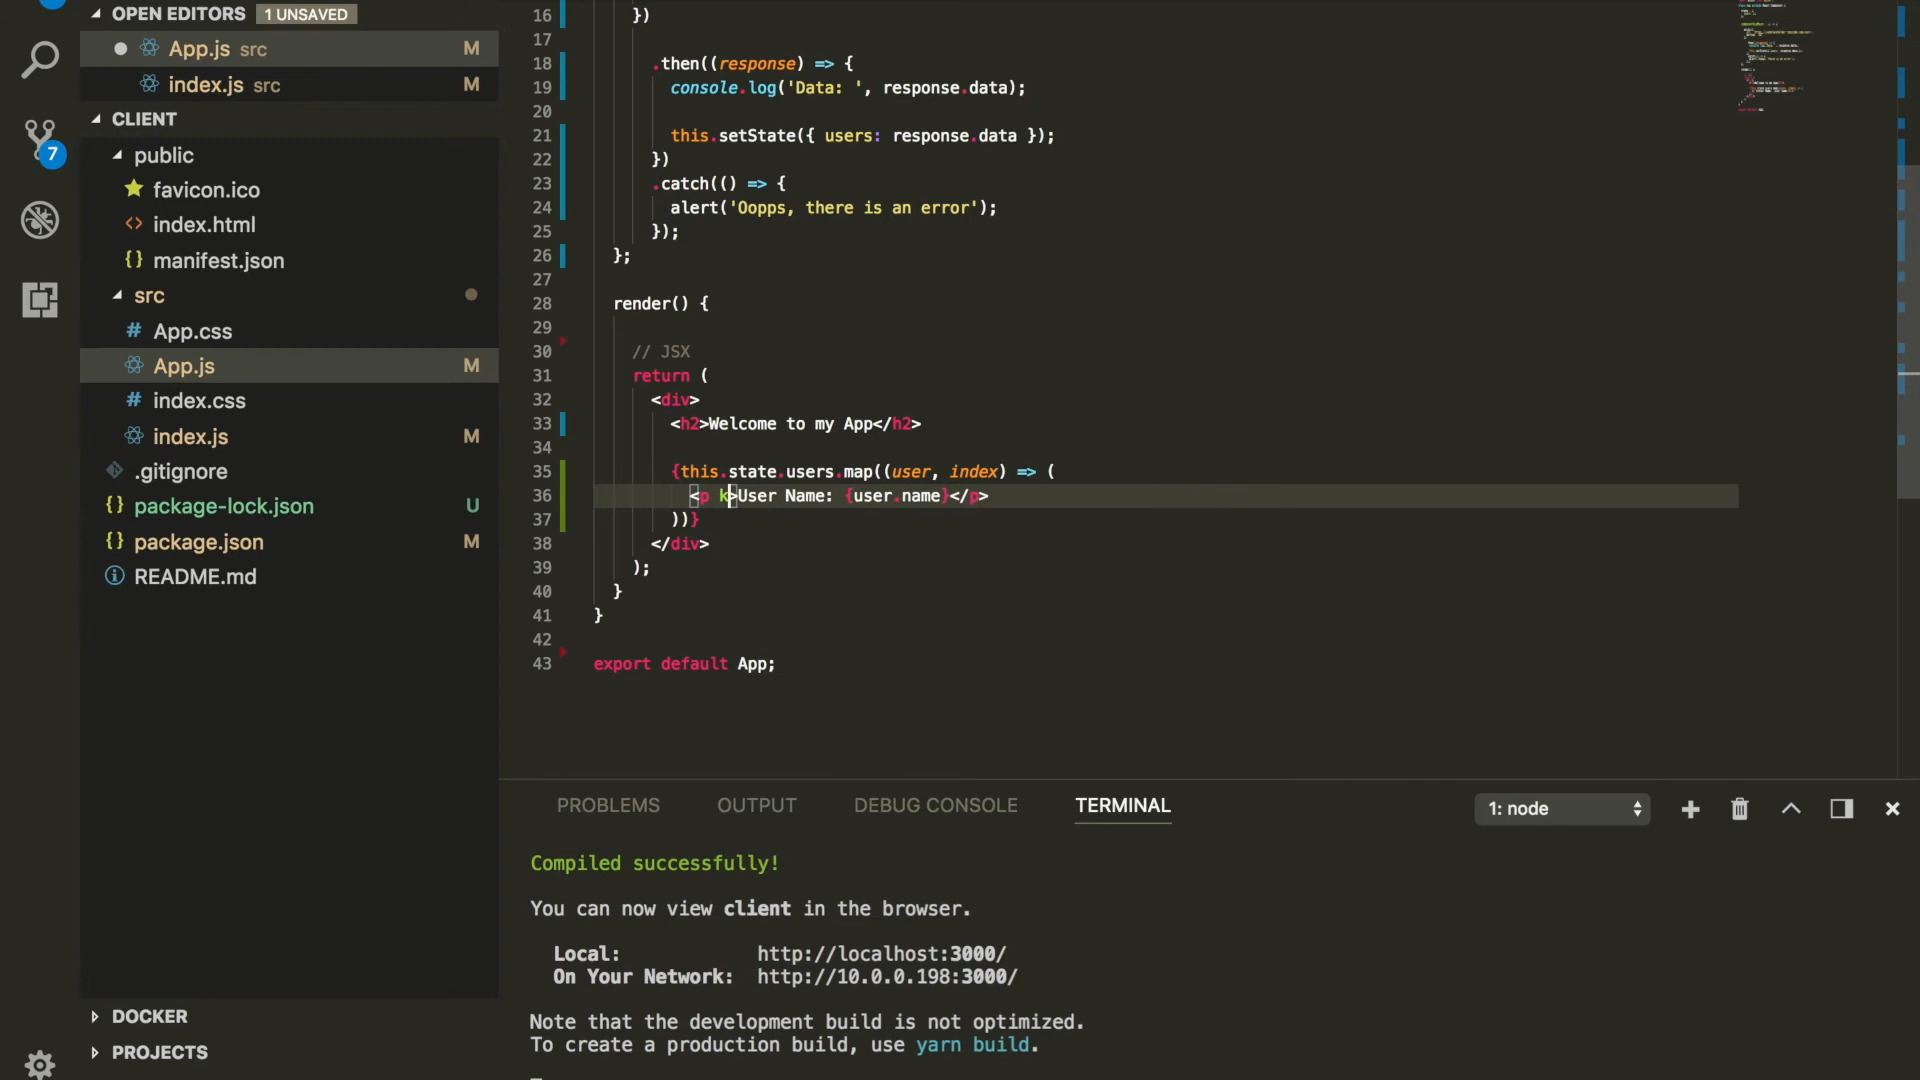 OPEN EDITORS 1 UNSAVED
App.js src M
index.js src M
CLIENT
public
favicon.ico
index.html
manifest.json
src
App.css
App.js M
index.css
index.js M
.gitignore
package-lock.json U
package.json M
README.md
DOCKER
PROJECTS
7
16 })
17
18 .then((response) => {
19 console.log('Data: ', response.data);
20
21 this.setState({ users: response.data });
22 })
23 .catch(() => {
24 alert('Oopps, there is an error');
25 });
26 };
27
28 render() {
29
30 // JSX
31 return (
32 <div>
33 <h2>Welcome to my App</h2>
34
35 {this.state.users.map((user, index) => (
36 <p k>User Name: {user.name}</p>
37 ))}
38 </div>
39 );
40 }
41 }
42
43 export default App;
PROBLEMS OUTPUT DEBUG CONSOLE TERMINAL 1: node
Compiled successfully!
You can now view client in the browser.
Local: http://localhost:3000/
On Your Network: http://10.0.0.198:3000/
Note that the development build is not optimized.
To create a production build, use yarn build.